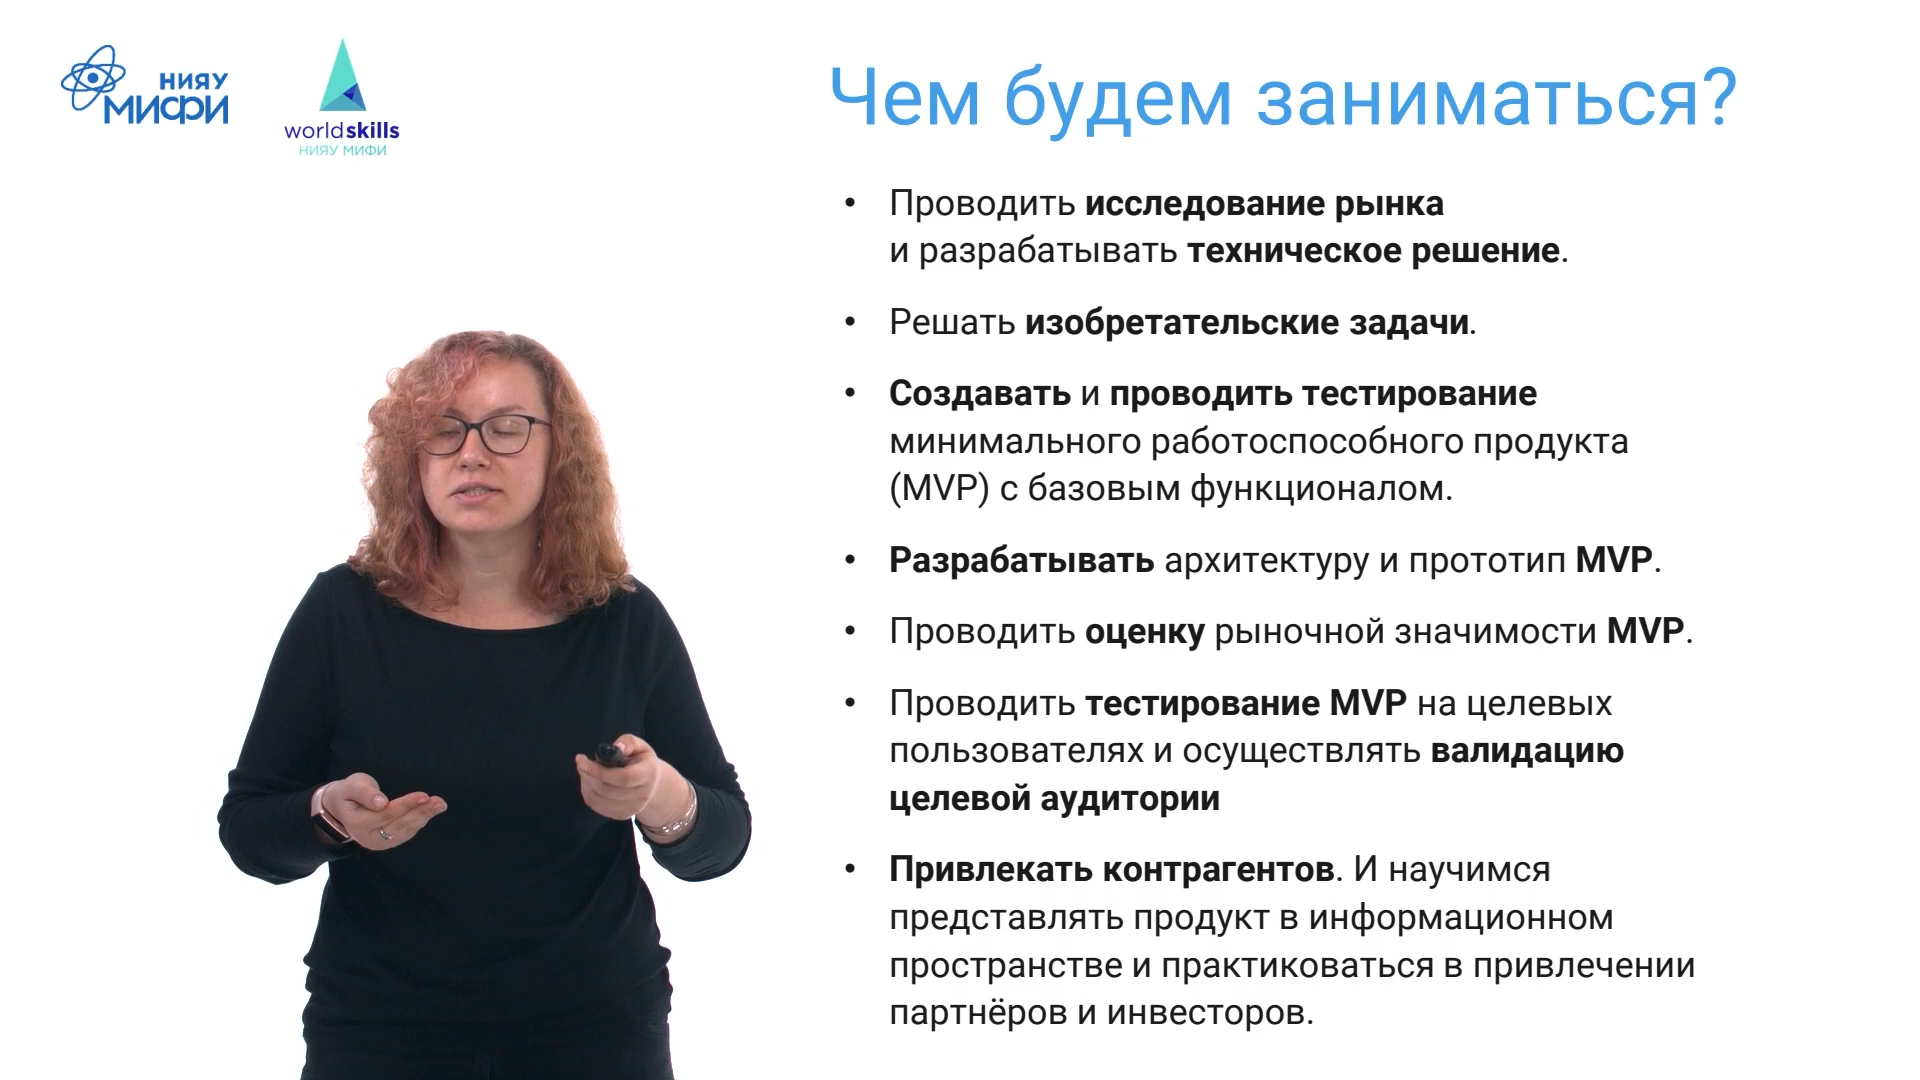 НИЯУ
МИФИ
worldskills
НИЯУ МИФИ
Чем будем заниматься?
• Проводить исследование рынка
и разрабатывать техническое решение.
• Решать изобретательские задачи.
• Создавать и проводить тестирование
минимального работоспособного продукта
(MVP) с базовым функционалом.
• Разрабатывать архитектуру и прототип MVP.
• Проводить оценку рыночной значимости MVP.
• Проводить тестирование MVP на целевых
пользователях и осуществлять валидацию
целевой аудитории
• Привлекать контрагентов. И научимся
представлять продукт в информационном
пространстве и практиковаться в привлечении
партнёров и инвесторов.